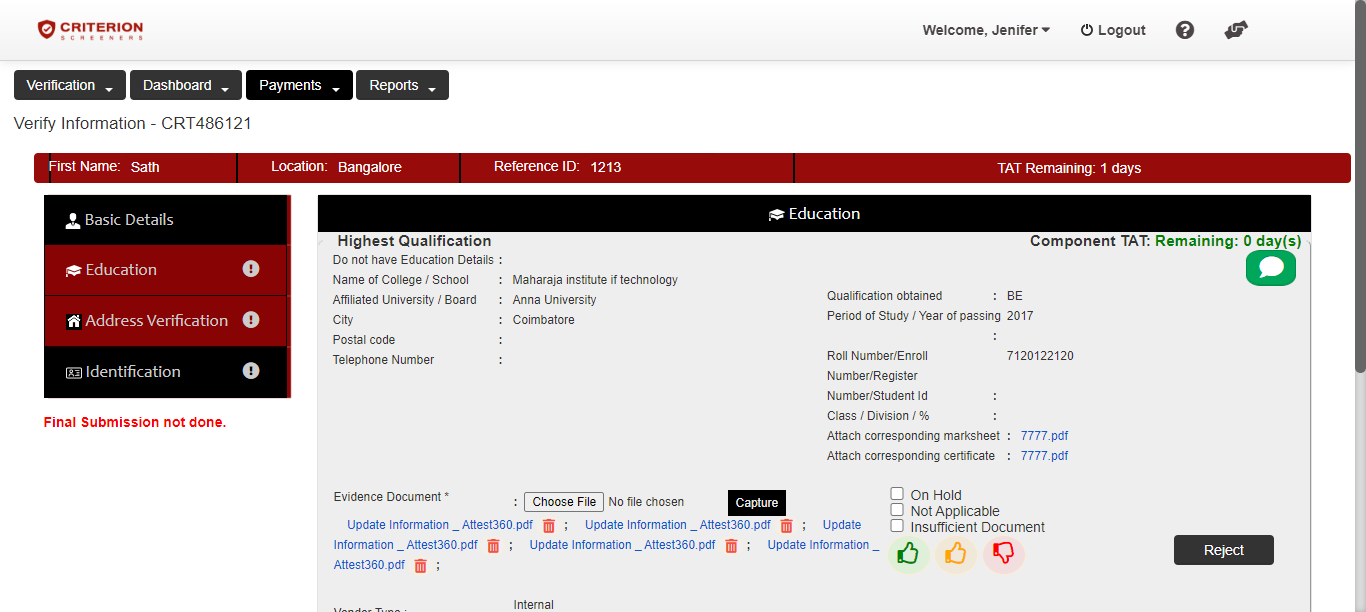 CRITERION
SCREENERS
Welcome, Jenifer
Logout
Verification
Dashboard
Payments
Reports
Verify Information - CRT486121
First Name: Sath
Location: Bangalore
Reference ID: 1213
TAT Remaining: 1 days
Basic Details
Education
Address Verification
Identification
Final Submission not done.
Education
Highest Qualification
Component TAT: Remaining: 0 day(s)
Do not have Education Details :
Name of College / School : Maharaja institute if technology
Affiliated University / Board : Anna University
City : Coimbatore
Postal code :
Telephone Number :
Qualification obtained : BE
Period of Study / Year of passing 2017
:
Roll Number/Enroll 7120122120
Number/Register
Number/Student Id :
Class / Division / % :
Attach corresponding marksheet : 7777.pdf
Attach corresponding certificate : 7777.pdf
Evidence Document * : Choose File No file chosen Capture
Update Information _ Attest360.pdf ; Update Information _ Attest360.pdf ; Update
Information _ Attest360.pdf ; Update Information _ Attest360.pdf ; Update Information _
Attest360.pdf ;
On Hold
Not Applicable
Insufficient Document
Reject
Internal
Vendor Type :